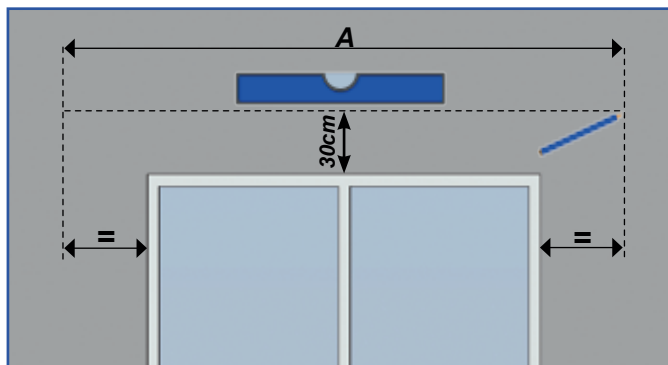 A
30cm
=
=